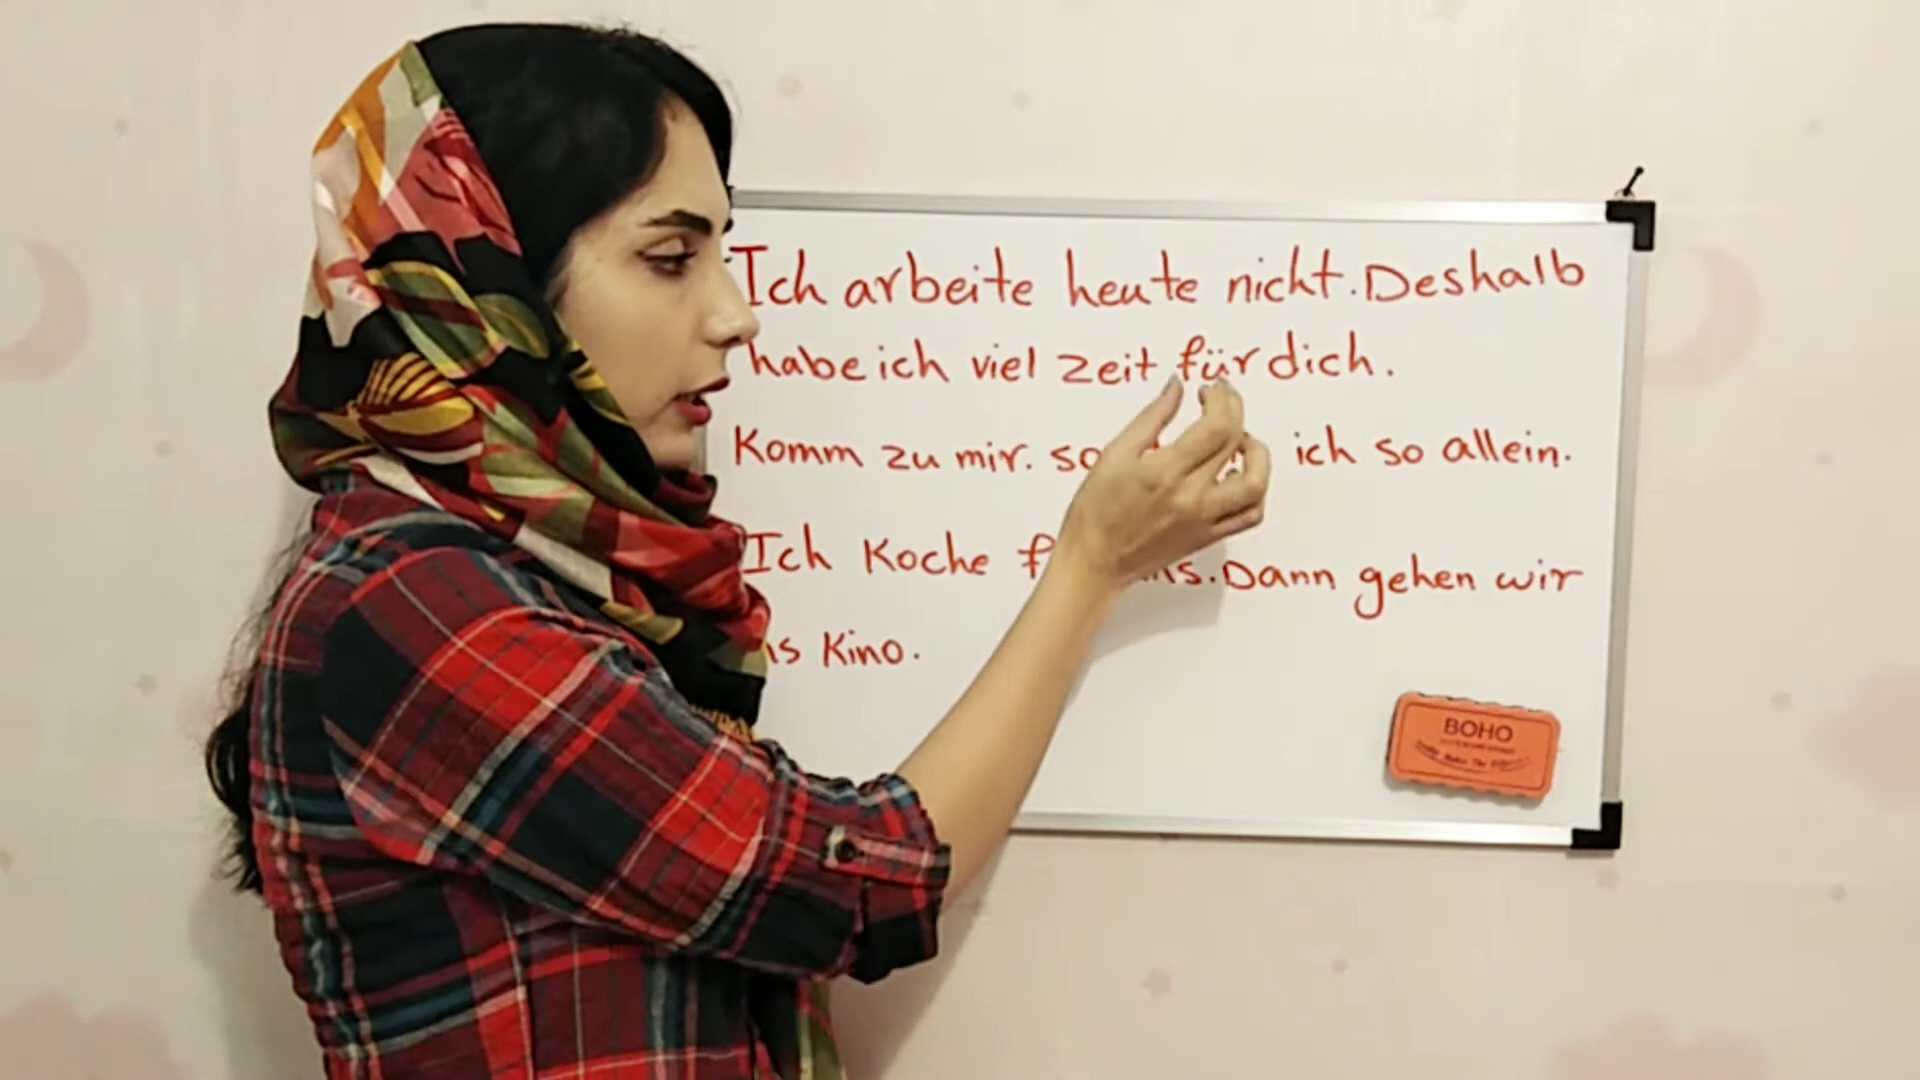 Ich arbeite heute nicht. Deshalb
habe ich viel Zeit für dich.
Komm zu mir. so ich so allein.
Ich Koche Dann gehen wir
Kino.
BOHO